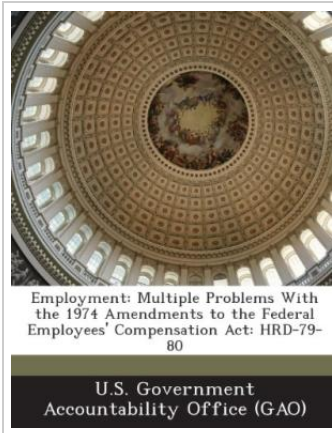 Employment: Multiple Problems With
the 1974 Amendments to the Federal
Employees' Compensation Act: HRD-79-
80
U.S. Government
Accountability Office (GAO)